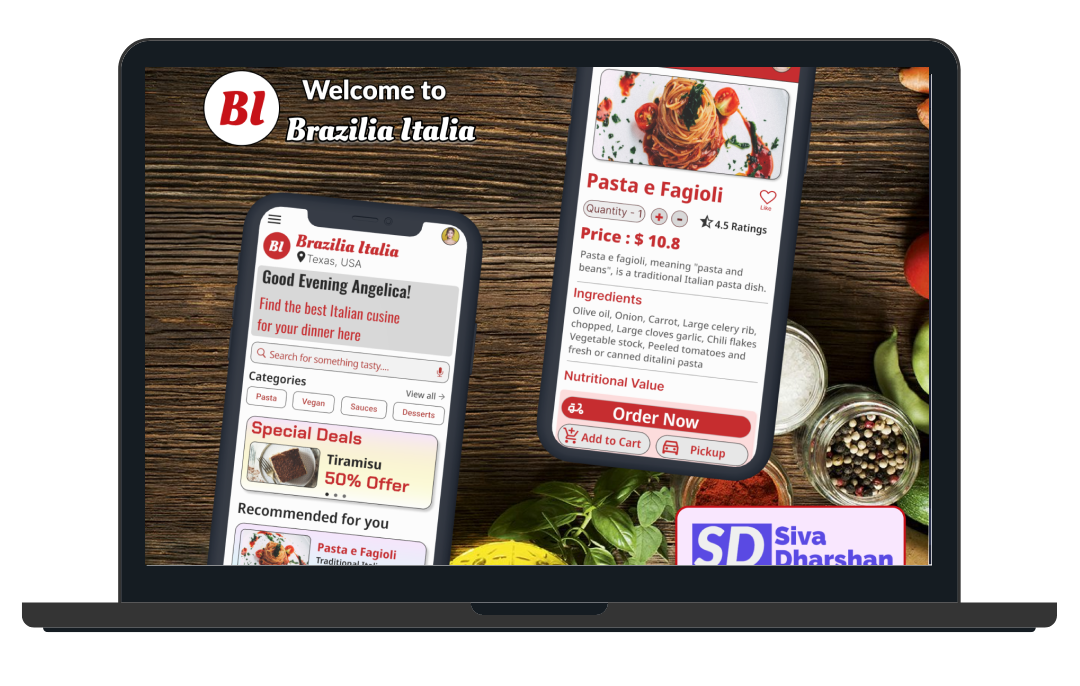 Bl
Welcome to
Brazilia Italia
Bl
Brazilia Italia
Texas, USA
Good Evening Angelica!
Find the best Italian cusine
for your dinner here
Search for something tasty....
Categories
View all →
Pasta
Vegan
Sauces
Desserts
Special Deals
Tiramisu
50% Offer
Recommended for you
Pasta e Fagioli
Traditional
Pasta e Fagioli
Like
Quantity - 1
+
-
4.5 Ratings
Price : $ 10.8
Pasta e fagioli, meaning "pasta and
beans", is a traditional Italian pasta dish.
Ingredients
Olive oil, Onion, Carrot, Large celery rib,
chopped, Large cloves garlic, Chili flakes
Vegetable stock, Peeled tomatoes and
fresh or canned ditalini pasta
Nutritional Value
Order Now
Add to Cart
Pickup
SD
Siva
Dharshan